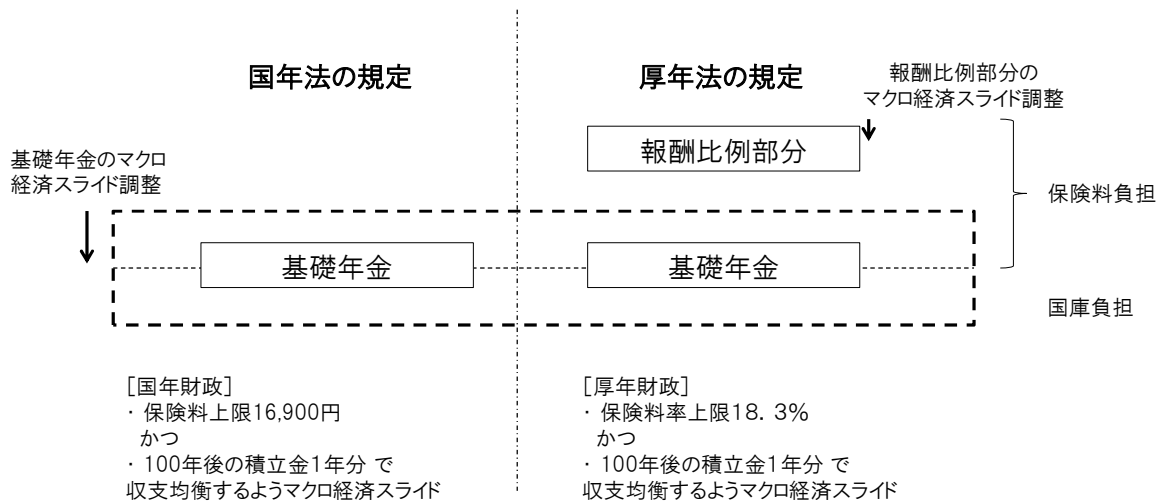 国年法の規定
厚年法の規定
報酬比例部分の
マクロ経済スライド調整
報酬比例部分
基礎年金のマクロ
経済スライド調整
保険料負担
基礎年金
基礎年金
国庫負担
[国年財政]
・ 保険料上限16,900円
かつ
・ 100年後の積立金1年分 で
収支均衡するようマクロ経済スライド
[厚年財政]
・ 保険料率上限18．3%
かつ
・ 100年後の積立金1年分 で
収支均衡するようマクロ経済スライド